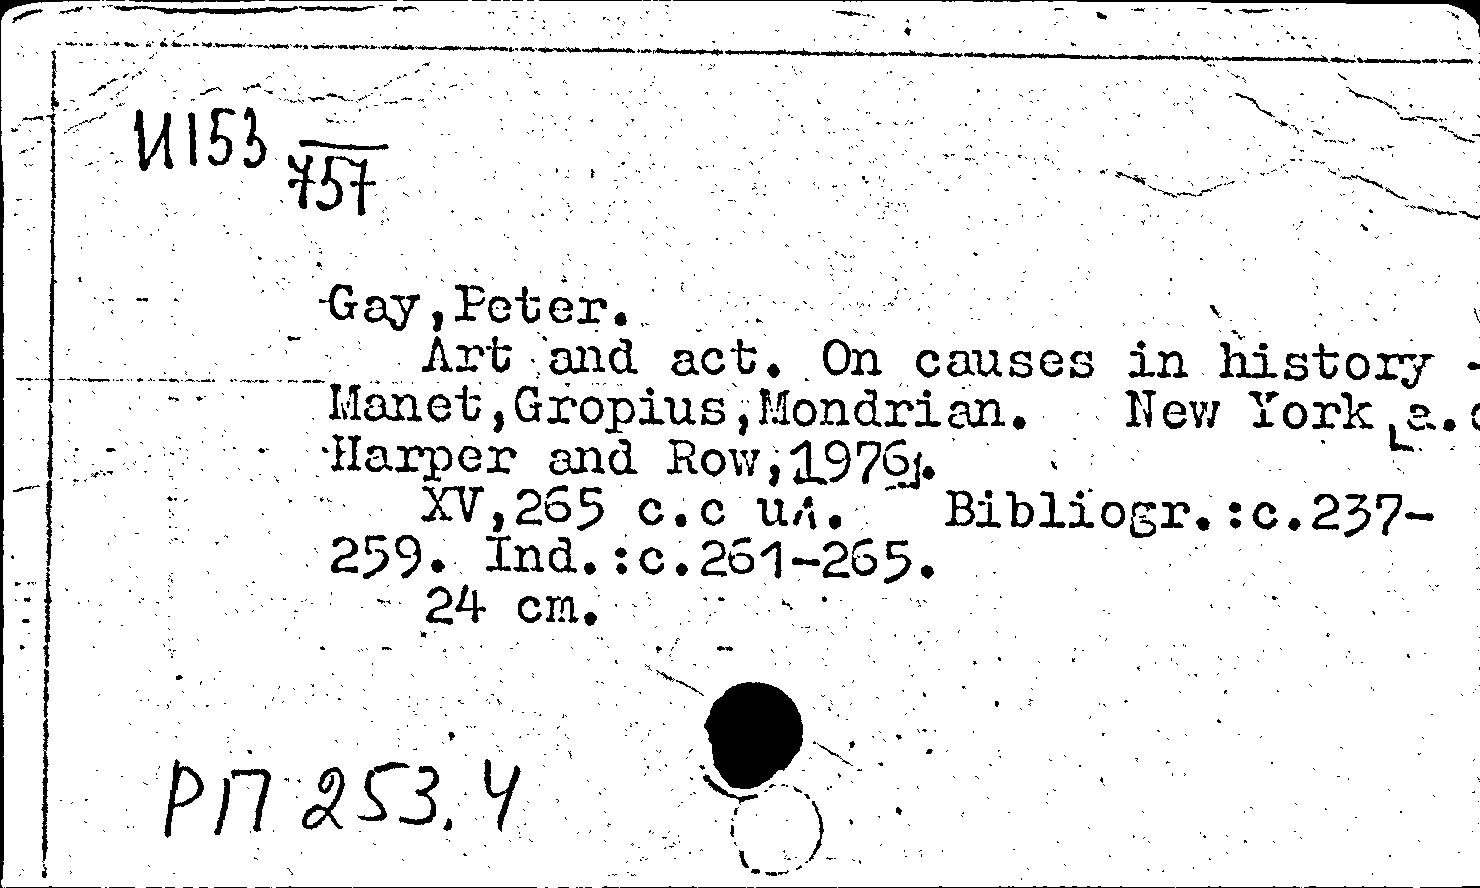 И153
757
Gay,Peter.
Art and act. On causes in history -
Manet,Gropius,Mondrian. New York [a.
Harper and Row,1976].
XV,265 с.с ил. Bibliogr.:с.237-
259. Ind.:с.261-265.
24 cm.
РП 253.4